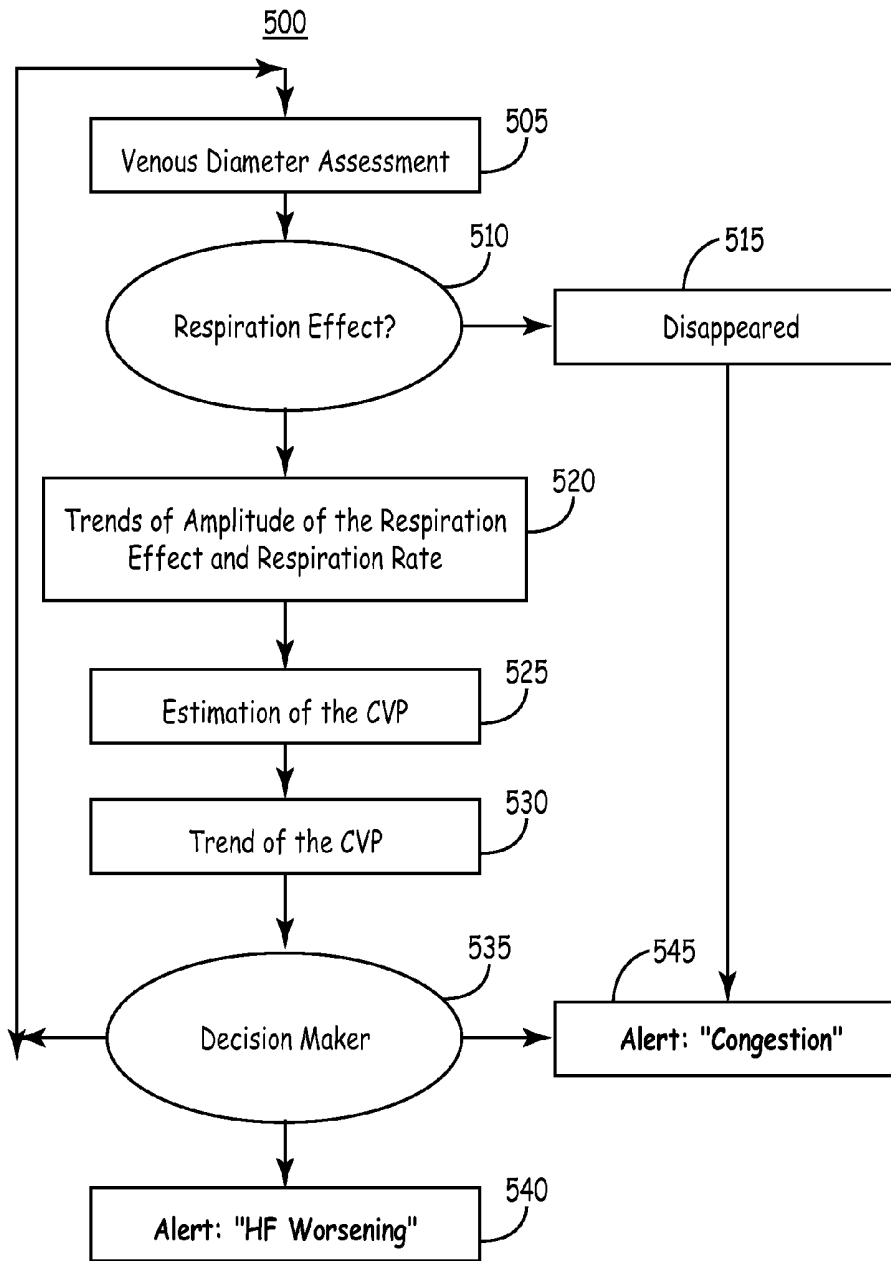 500
505
Venous Diameter Assessment
510
515
Respiration Effect?
Disappeared
520
Trends of Amplitude of the Respiration
Effect and Respiration Rate
525
Estimation of the CVP
530
Trend of the CVP
535
545
Decision Maker
Alert: "Congestion"
540
Alert: "HF Worsening"